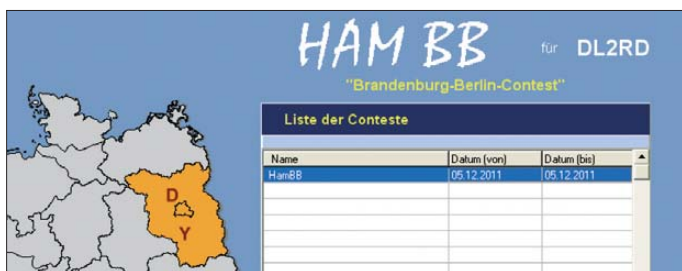 HAM BB für DL2RD
"Brandenburg-Berlin-Contest"
Liste der Conteste
Name Datum (von) Datum (bis)
HamBB 05.12.2011 05.12.2011
D
Y